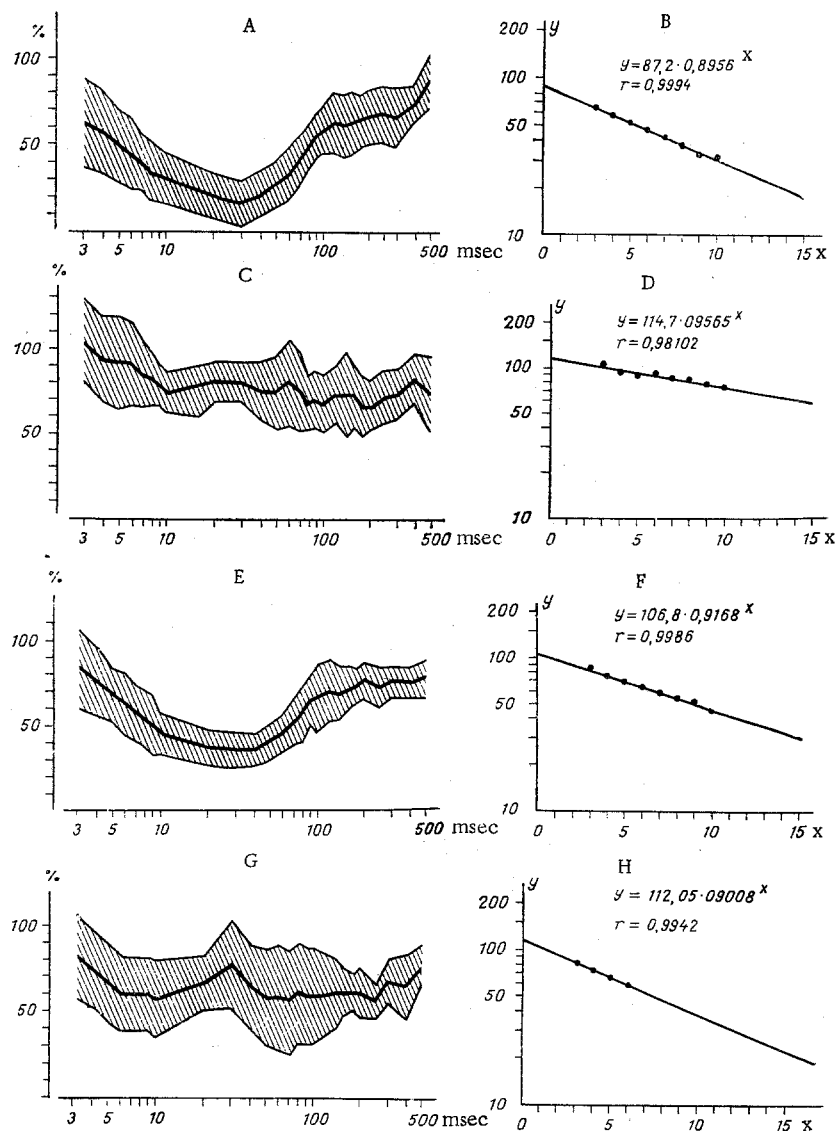 A
%
100
50
3 5 10 100 500 msec
B
y
y=87,2·0,8956 x
r=0,9994
200
100
50
10
0 5 10 15 x
C
%
100
50
3 5 10 100 500 msec
D
y
y=114,7·09565 x
r=0,98102
200
100
50
10
0 5 10 15 x
E
%
100
50
3 5 10 100 500 msec
F
y
y=106,8·0,9168 x
r=0,9986
200
100
50
10
0 5 10 15 x
G
%
100
50
3 5 10 100 500 msec
H
y
y = 112,05·09008 x
r = 0,9942
200
100
50
10
0 5 10 15 x